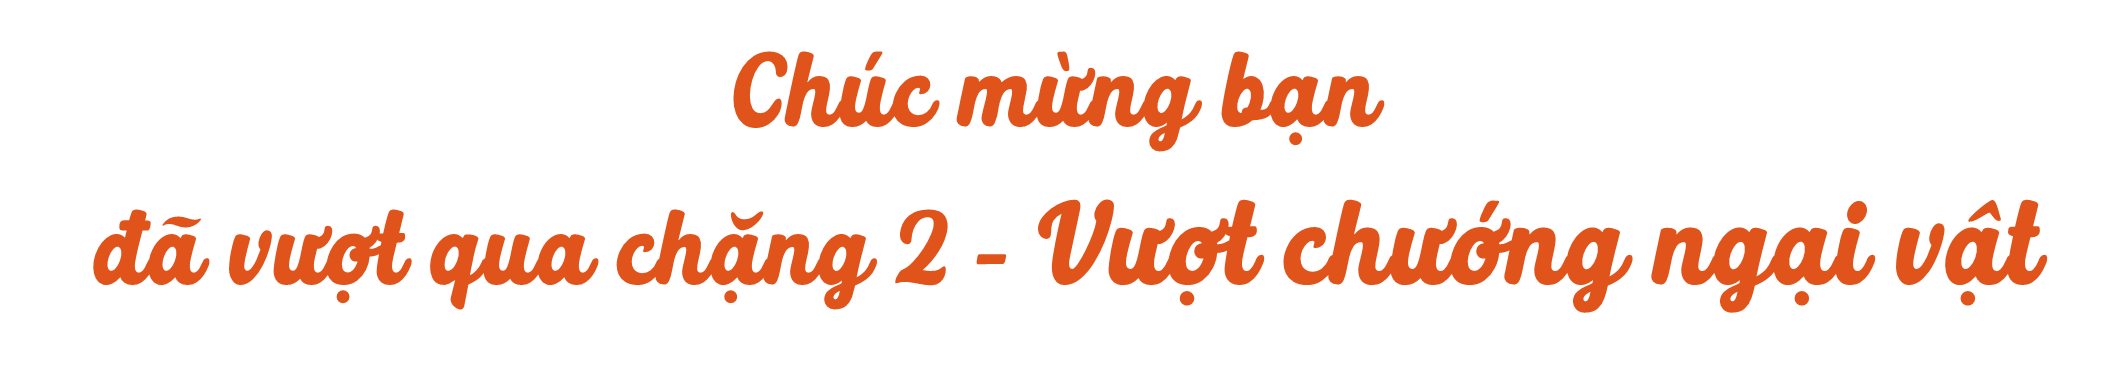 Chúc mừng bạn
đã vượt qua chặng 2 - Vượt chướng ngại vật